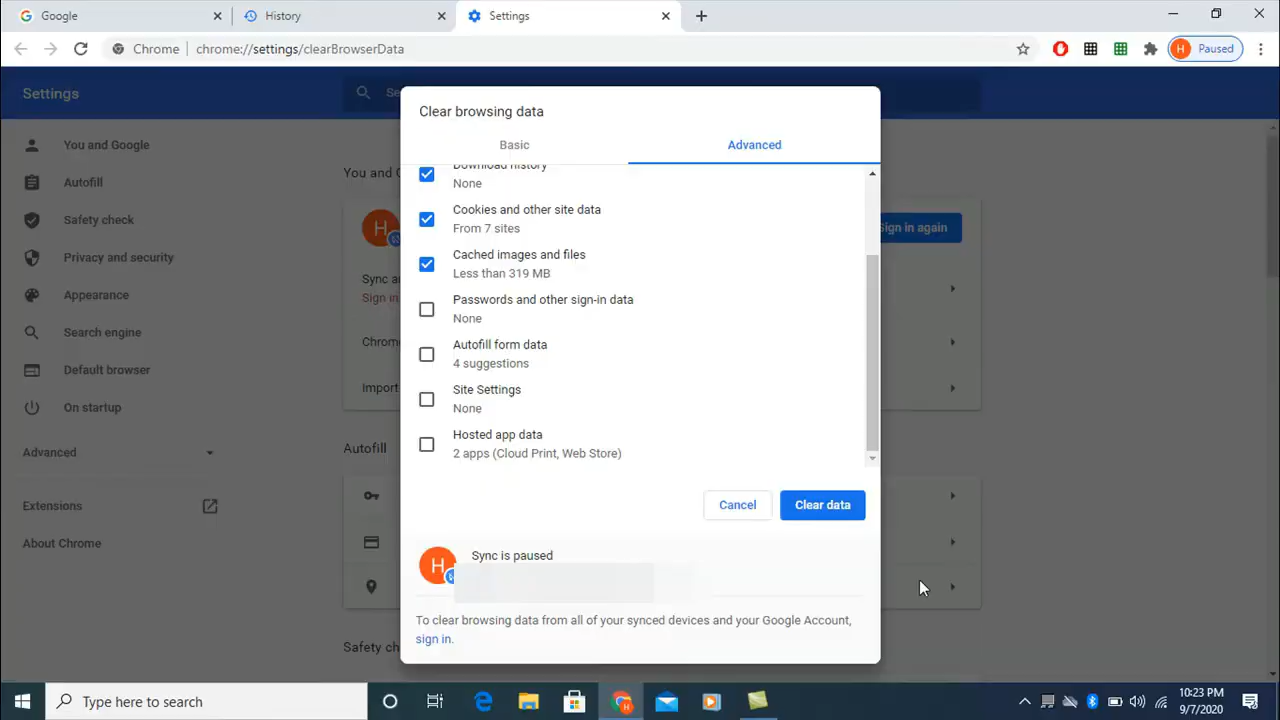 Google
History
Settings
Chrome
chrome://settings/clearBrowserData
H
Paused
Settings
Se
You and Google
Autofill
Safety check
Privacy and security
Appearance
Search engine
Default browser
On startup
Advanced
Extensions
About Chrome
You and G
H
Sign in again
Sync a
Sign in
Chrome
Import
Autofill
Safety ch
Clear browsing data
Basic
Advanced
Download history
None
Cookies and other site data
From 7 sites
Cached images and files
Less than 319 MB
Passwords and other sign-in data
None
Autofill form data
4 suggestions
Site Settings
None
Hosted app data
2 apps (Cloud Print, Web Store)
Cancel
Clear data
H
Sync is paused
To clear browsing data from all of your synced devices and your Google Account,
sign in.
Type here to search
10:23 PM
9/7/2020